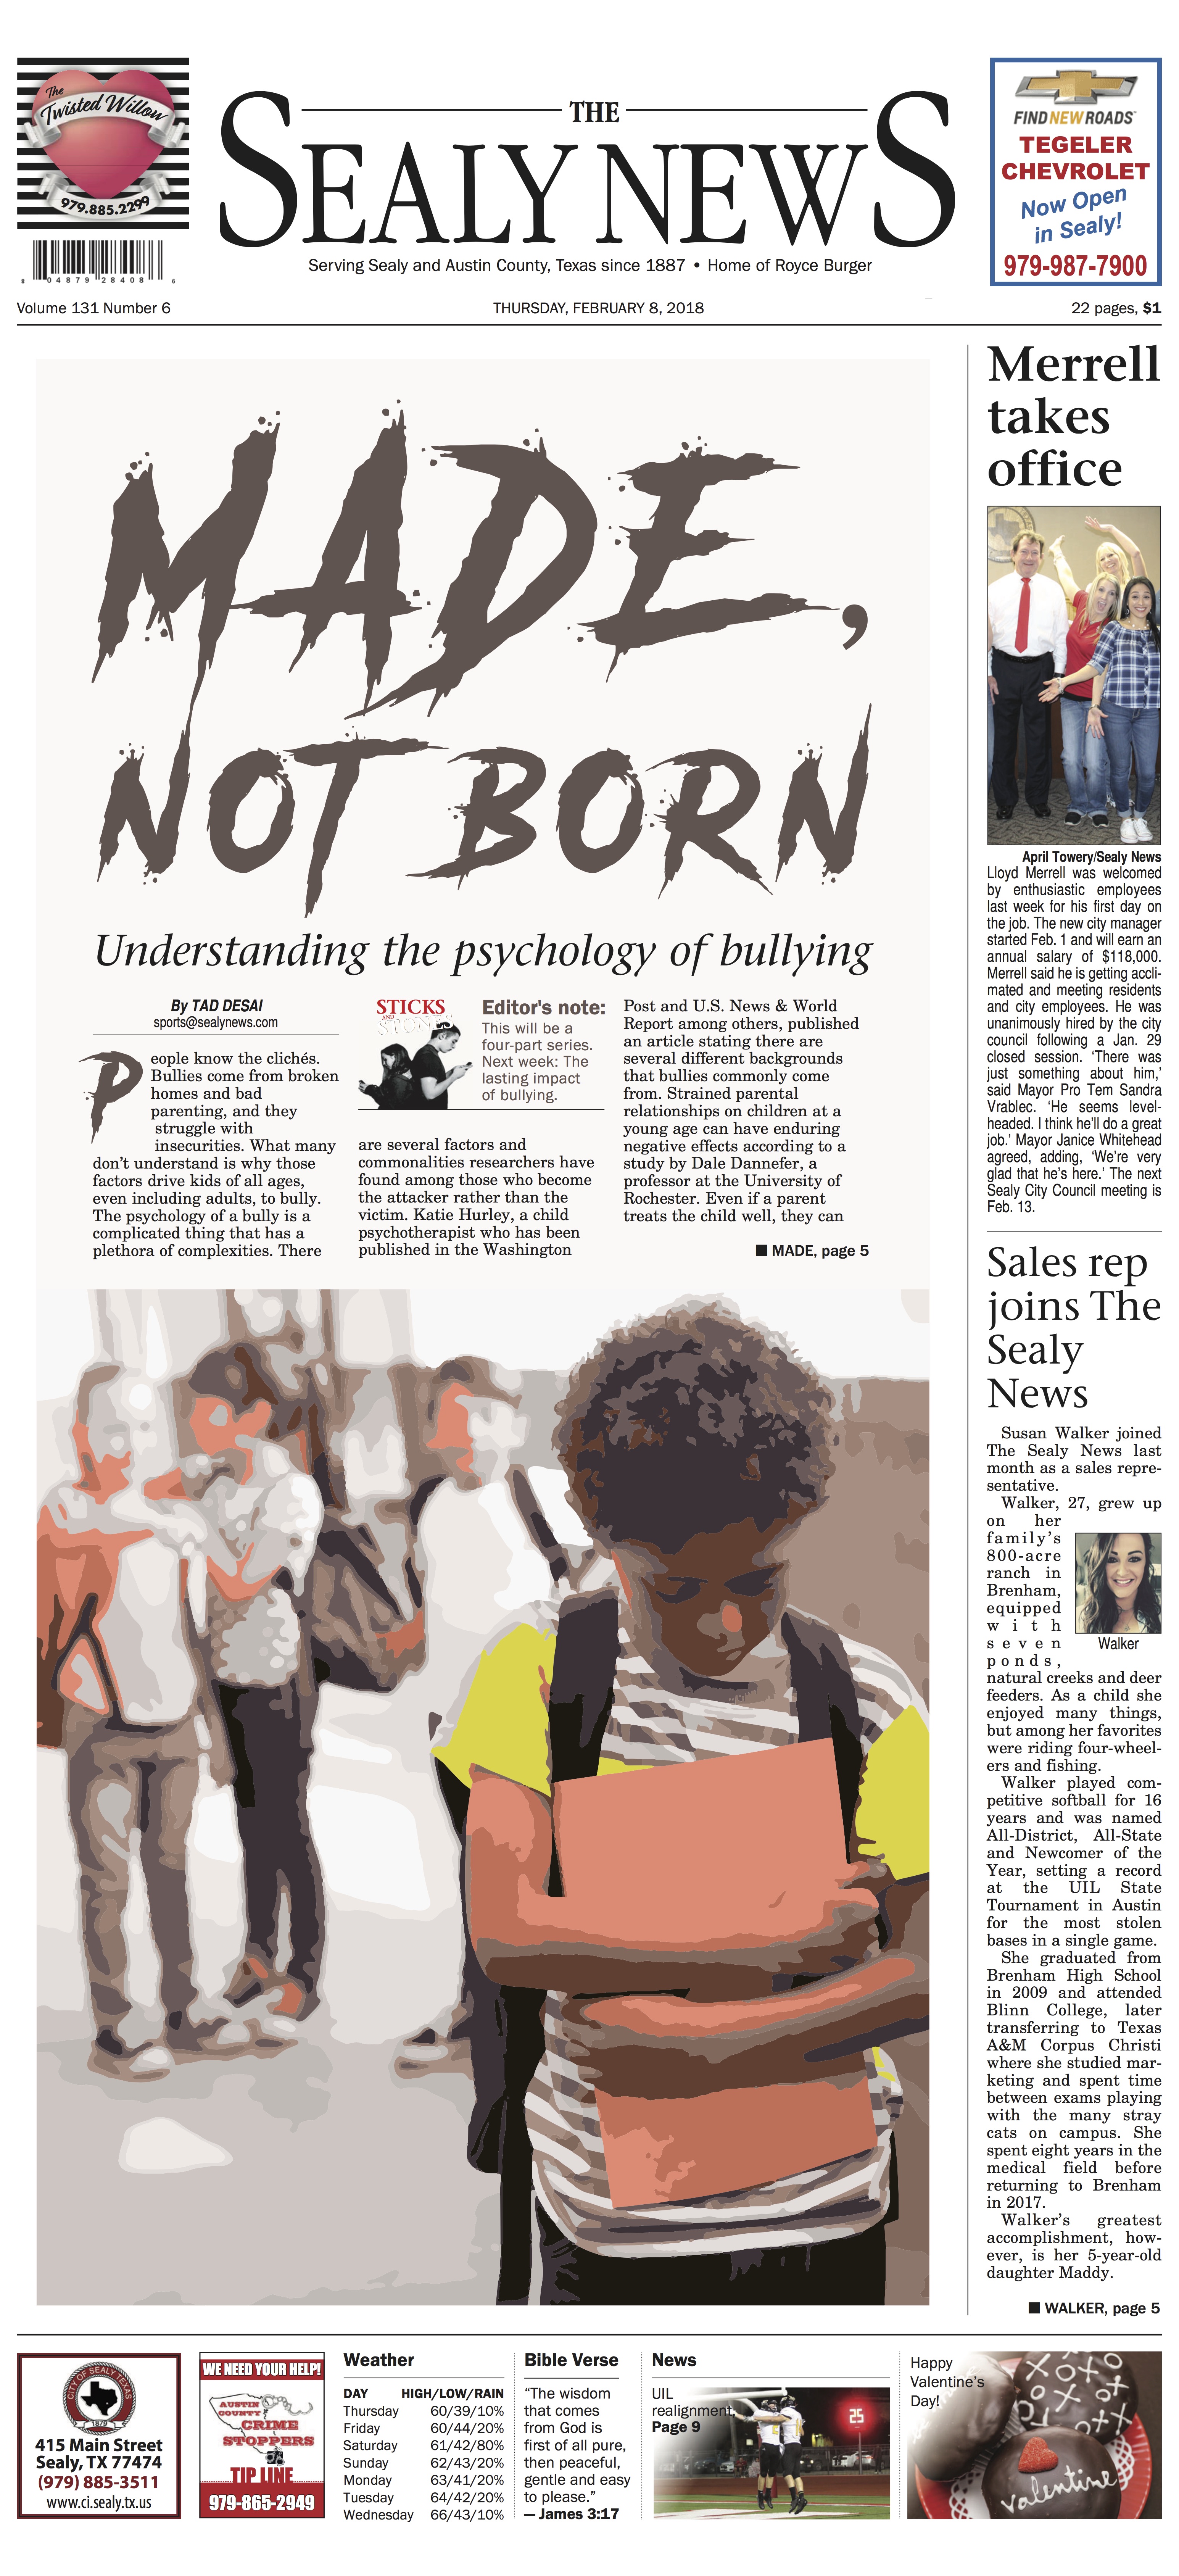 The
Twisted Willow
979.885.2299
8 04879 28408 6
THE
SEALY NEWS
Serving Sealy and Austin County, Texas since 1887 • Home of Royce Burger
FIND NEW ROADS
TEGELER
CHEVROLET
Now Open
in Sealy!
979-987-7900
Volume 131 Number 6
THURSDAY, FEBRUARY 8, 2018
22 pages, $1
MADE,
NOT BORN
Understanding the psychology of bullying
By TAD DESAI
sports@sealynews.com
People know the clichés.
Bullies come from broken
homes and bad
parenting, and they
struggle with
insecurities. What many
don't understand is why those
factors drive kids of all ages,
even including adults, to bully.
The psychology of a bully is a
complicated thing that has a
plethora of complexities. There
STICKS
AND
STONES
Editor's note:
This will be a
four-part series.
Next week: The
lasting impact
of bullying.
are several factors and
commonalities researchers have
found among those who become
the attacker rather than the
victim. Katie Hurley, a child
psychotherapist who has been
published in the Washington
Post and U.S. News & World
Report among others, published
an article stating there are
several different backgrounds
that bullies commonly come
from. Strained parental
relationships on children at a
young age can have enduring
negative effects according to a
study by Dale Dannefer, a
professor at the University of
Rochester. Even if a parent
treats the child well, they can
■ MADE, page 5
Merrell
takes
office
April Towery/Sealy News
Lloyd Merrell was welcomed
by enthusiastic employees
last week for his first day on
the job. The new city manager
started Feb. 1 and will earn an
annual salary of $118,000.
Merrell said he is getting accli-
mated and meeting residents
and city employees. He was
unanimously hired by the city
council following a Jan. 29
closed session. 'There was
just something about him,'
said Mayor Pro Tem Sandra
Vrablec. 'He seems level-
headed. I think he'll do a great
job.' Mayor Janice Whitehead
agreed, adding, 'We're very
glad that he's here.' The next
Sealy City Council meeting is
Feb. 13.
Sales rep
joins The
Sealy
News
Susan Walker joined
The Sealy News last
month as a sales repre-
sentative.
Walker, 27, grew up
on her
family's
800-acre
ranch in
Brenham,
equipped
with
seven
ponds,
Walker
natural creeks and deer
feeders. As a child she
enjoyed many things,
but among her favorites
were riding four-wheel-
ers and fishing.
Walker played com-
petitive softball for 16
years and was named
All-District, All-State
and Newcomer of the
Year, setting a record
at the UIL State
Tournament in Austin
for the most stolen
bases in a single game.
She graduated from
Brenham High School
in 2009 and attended
Blinn College, later
transferring to Texas
A&M Corpus Christi
where she studied mar-
keting and spent time
between exams playing
with the many stray
cats on campus. She
spent eight years in the
medical field before
returning to Brenham
in 2017.
Walker's greatest
accomplishment, how-
ever, is her 5-year-old
daughter Maddy.
■ WALKER, page 5
CITY OF SEALY TEXAS
1879
415 Main Street
Sealy, TX 77474
(979) 885-3511
www.ci.sealy.tx.us
WE NEED YOUR HELP!
AUSTIN
COUNTY
CRIME
STOPPERS
TIP LINE
979-865-2949
Weather
DAY HIGH/LOW/RAIN
Thursday 60/39/10%
Friday 60/44/20%
Saturday 61/42/80%
Sunday 62/43/20%
Monday 63/41/20%
Tuesday 64/42/20%
Wednesday 66/43/10%
Bible Verse
"The wisdom
that comes
from God is
first of all pure,
then peaceful,
gentle and easy
to please."
— James 3:17
News
UIL
realignment,
Page 9
25
Happy
Valentine's
Day!
XOX
valentine